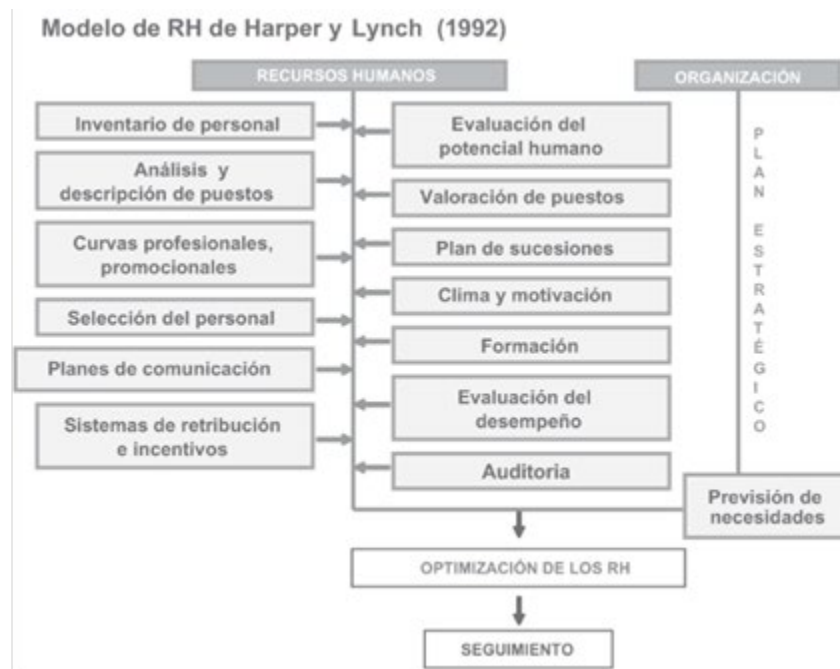 Modelo de RH de Harper y Lynch (1992)
RECURSOS HUMANOS
ORGANIZACIÓN
Inventario de personal
Análisis y
descripción de puestos
Curvas profesionales,
promocionales
Selección del personal
Planes de comunicación
Sistemas de retribución
e incentivos
Evaluación del
potencial humano
Valoración de puestos
Plan de sucesiones
Clima y motivación
Formación
Evaluación del
desempeño
Auditoria
PLAN ESTRATÉGICO
Previsión de
necesidades
OPTIMIZACIÓN DE LOS RH
SEGUIMIENTO